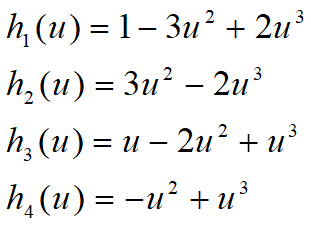 h₁(u) = 1 − 3u² + 2u³
h₂(u) = 3u² − 2u³
h₃(u) = u − 2u² + u³
h₄(u) = −u² + u³